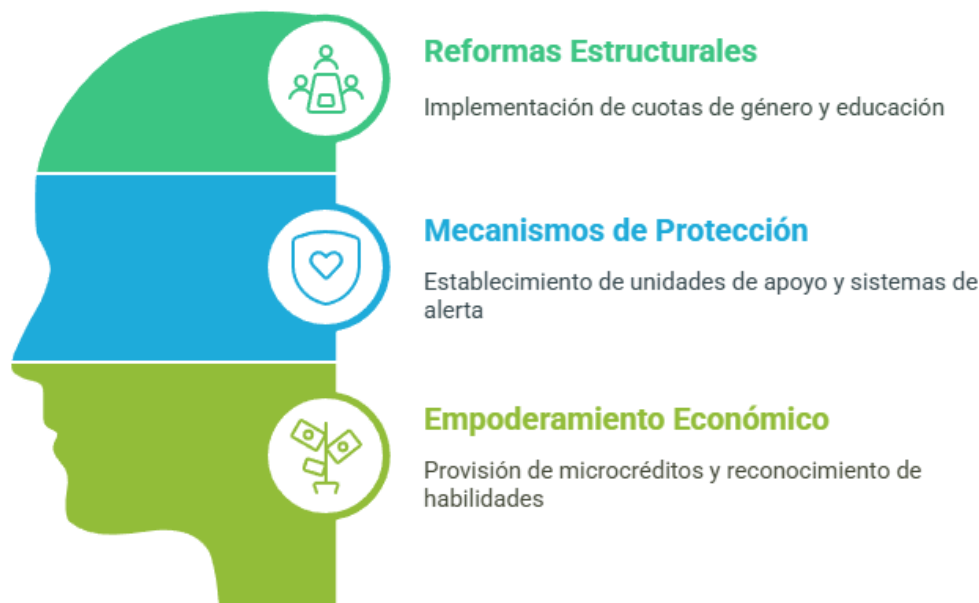 Reformas Estructurales
Implementación de cuotas de género y educación
Mecanismos de Protección
Establecimiento de unidades de apoyo y sistemas de
alerta
Empoderamiento Económico
Provisión de microcréditos y reconocimiento de
habilidades